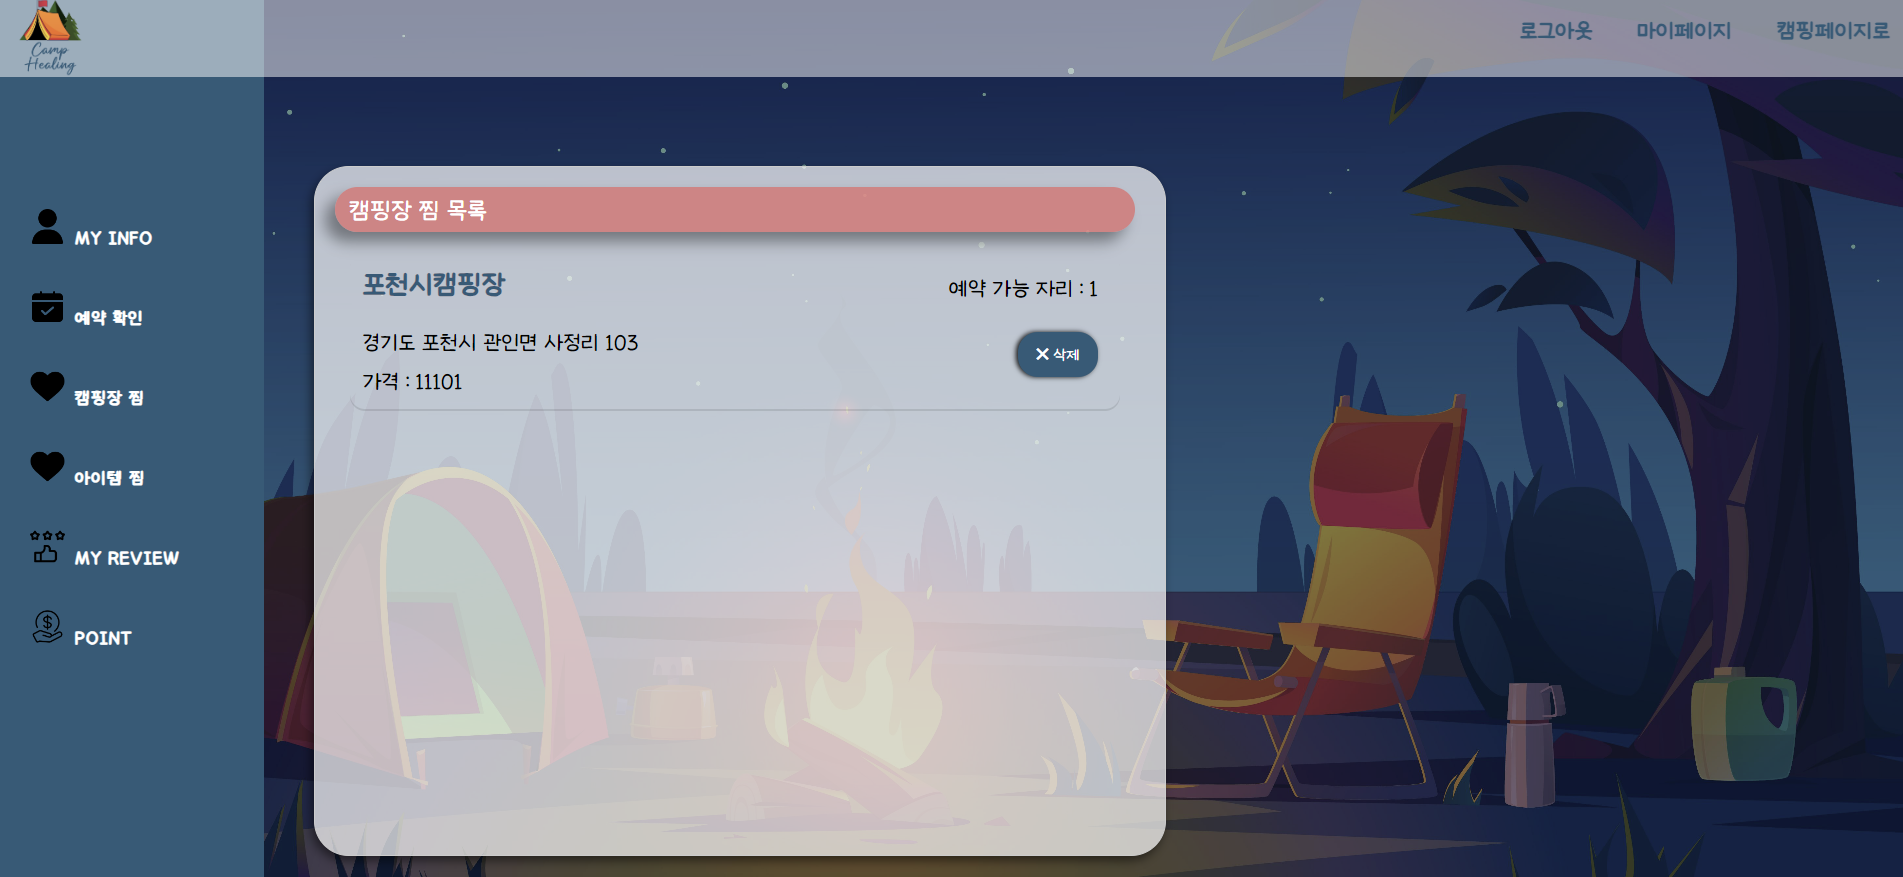 Camp
Healing
로그아웃 마이페이지 캠핑페이지로
MY INFO
예약 확인
캠핑장 찜
아이템 찜
MY REVIEW
POINT
캠핑장 찜 목록
포천시캠핑장
예약 가능 자리 : 1
경기도 포천시 관인면 사정리 103
가격 : 11101
✕ 삭제